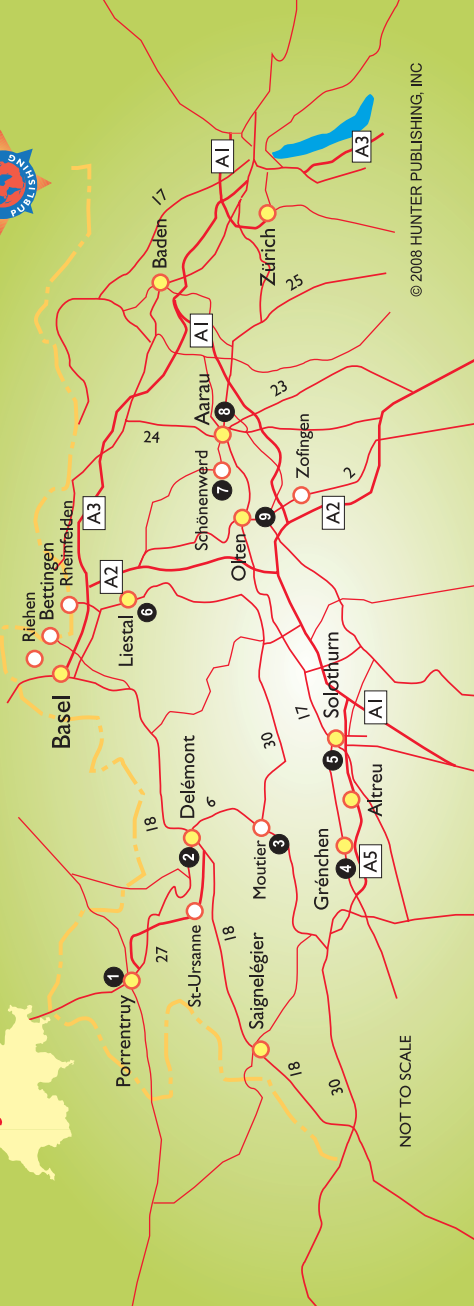 PUBLISHING
Riehen
Bettingen
Rheinfelden
Basel
A3
24
17
Baden
A1
A3
Zürich
25
A1
Aarau
8
23
Schönenwerd
7
Zofingen
2
Olten
9
A2
A2
Liestal
6
18
Delémont
2
6
Moutier
3
30
17
Solothurn
5
A1
Altreu
Grénchen
4
A5
1
Porrentruy
27
St-Ursanne
18
Saignelégier
18
30
NOT TO SCALE
© 2008 HUNTER PUBLISHING, INC